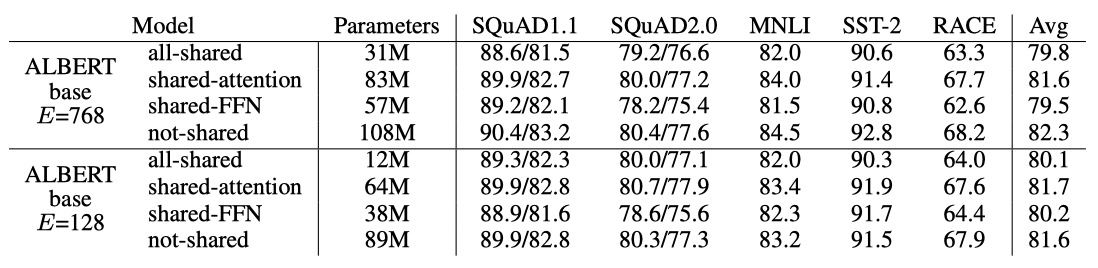 Model Parameters SQuAD1.1 SQuAD2.0 MNLI SST-2 RACE Avg
ALBERT base E=768
all-shared 31M 88.6/81.5 79.2/76.6 82.0 90.6 63.3 79.8
shared-attention 83M 89.9/82.7 80.0/77.2 84.0 91.4 67.7 81.6
shared-FFN 57M 89.2/82.1 78.2/75.4 81.5 90.8 62.6 79.5
not-shared 108M 90.4/83.2 80.4/77.6 84.5 92.8 68.2 82.3
ALBERT base E=128
all-shared 12M 89.3/82.3 80.0/77.1 82.0 90.3 64.0 80.1
shared-attention 64M 89.9/82.8 80.7/77.9 83.4 91.9 67.6 81.7
shared-FFN 38M 88.9/81.6 78.6/75.6 82.3 91.7 64.4 80.2
not-shared 89M 89.9/82.8 80.3/77.3 83.2 91.5 67.9 81.6